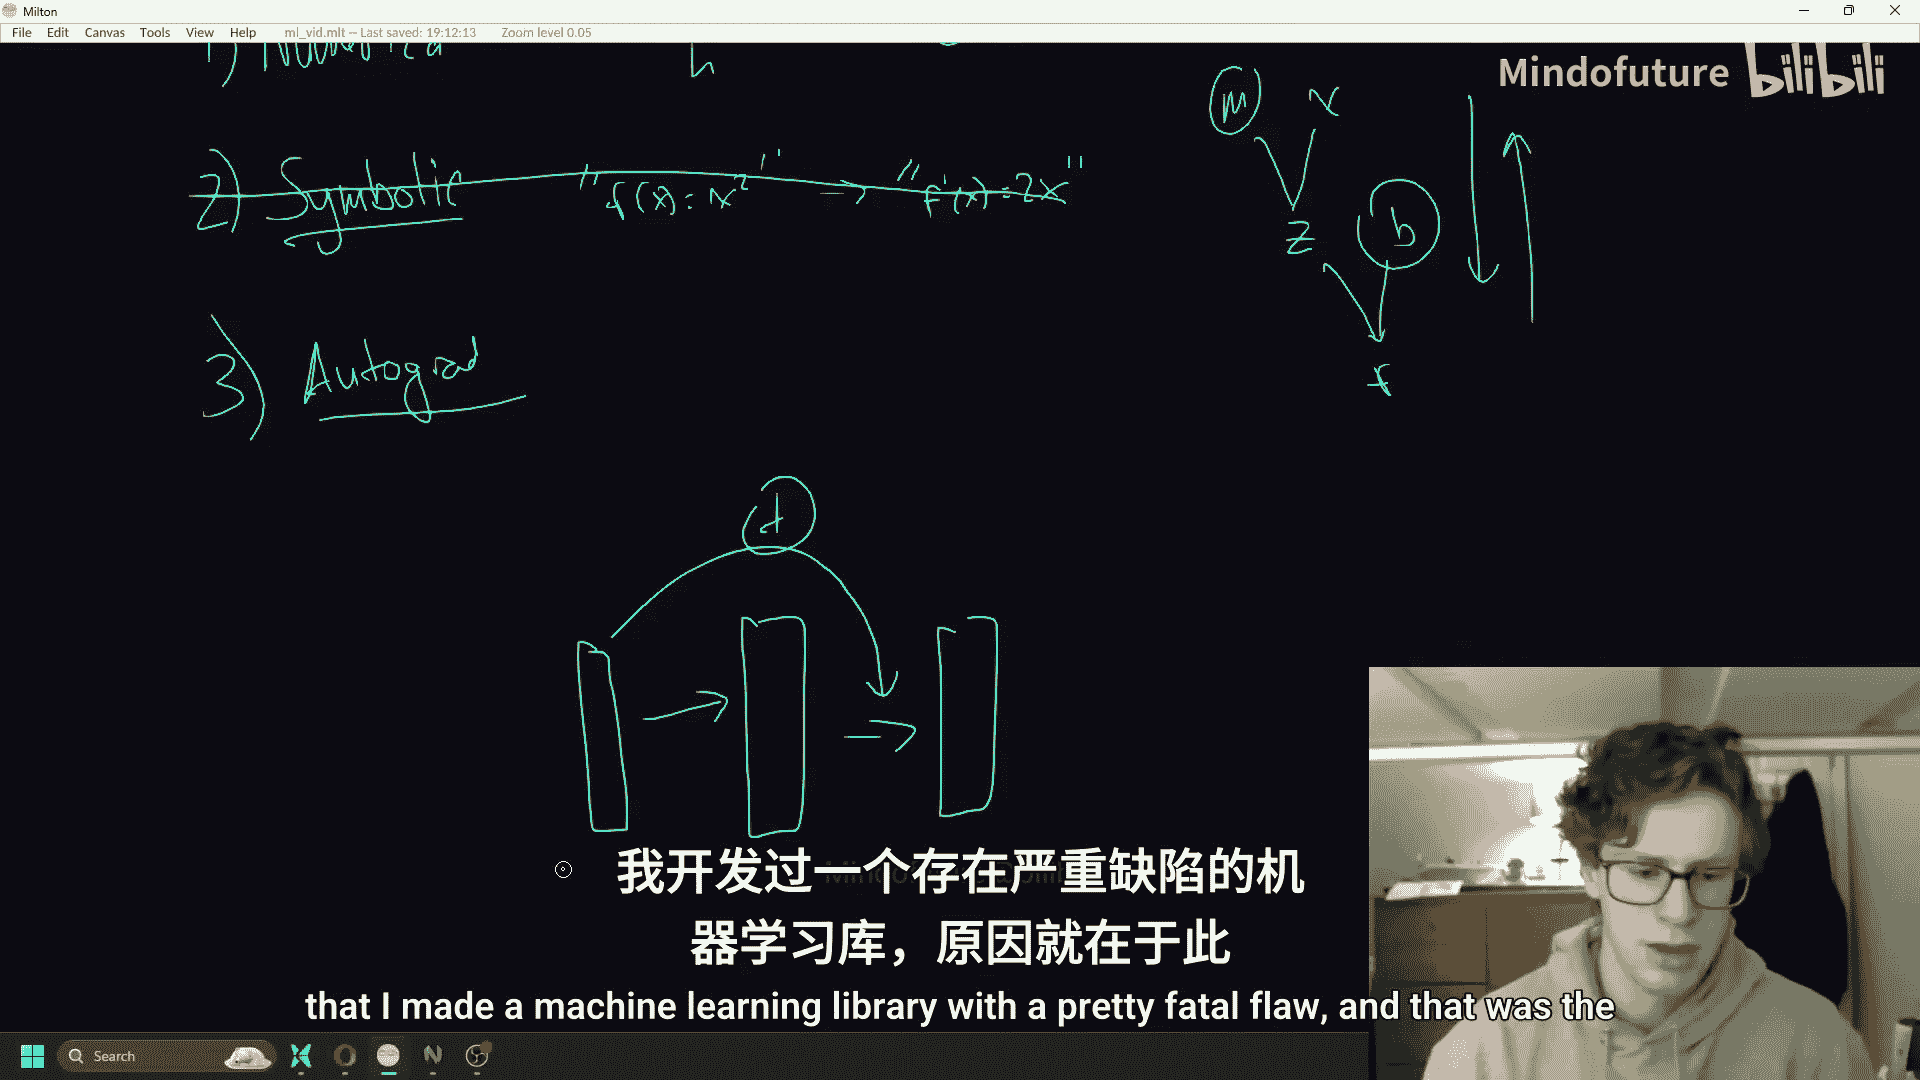 Milton
File Edit Canvas Tools View Help ml_vid.mlt -- Last saved: 19:12:13 Zoom level 0.05
Mindofuture bilibili
h
m x
2) Symbolic "f(x) = x²" → "f'(x) = 2x"
z b
3) Autograd
f
+
我开发过一个存在严重缺陷的机
器学习库，原因就在于此
that I made a machine learning library with a pretty fatal flaw, and that was the
Search